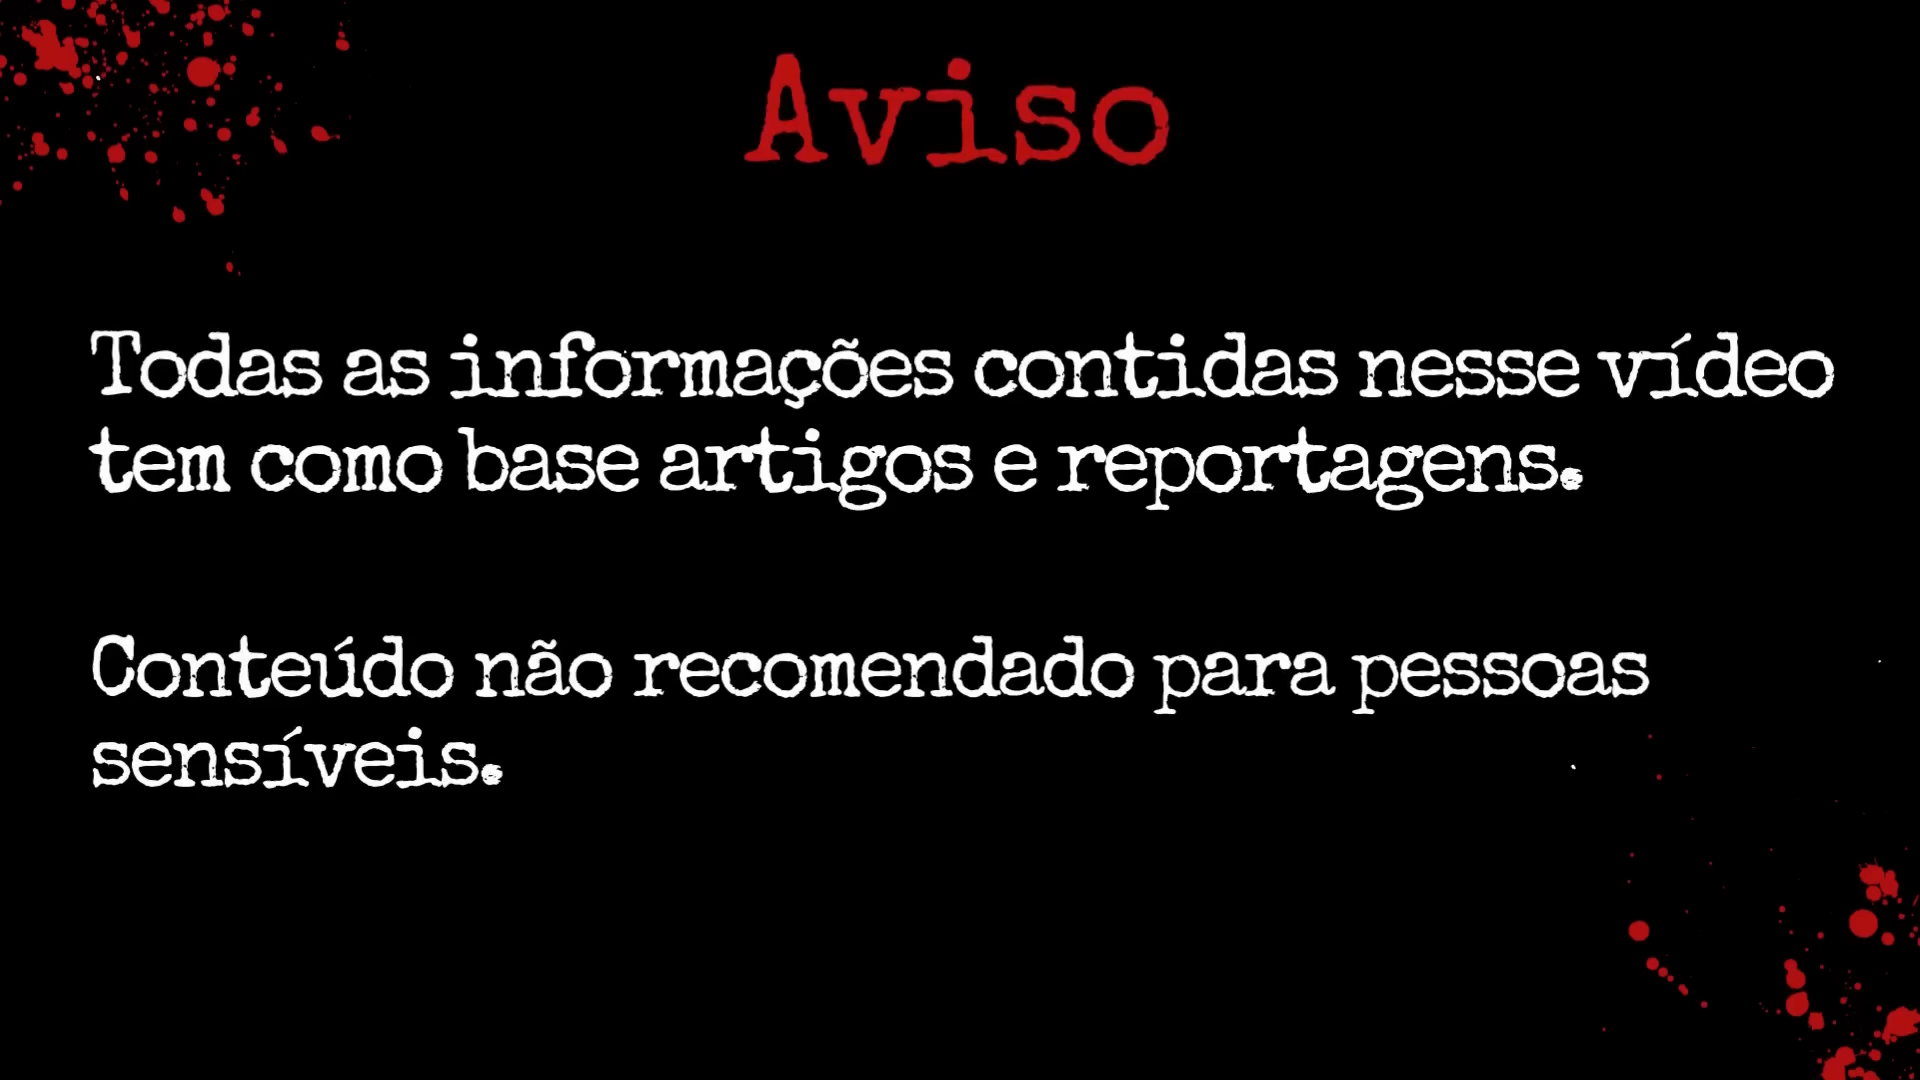 Aviso
Todas as informações contidas nesse vídeo
tem como base artigos e reportagens.
Conteúdo não recomendado para pessoas
sensíveis.